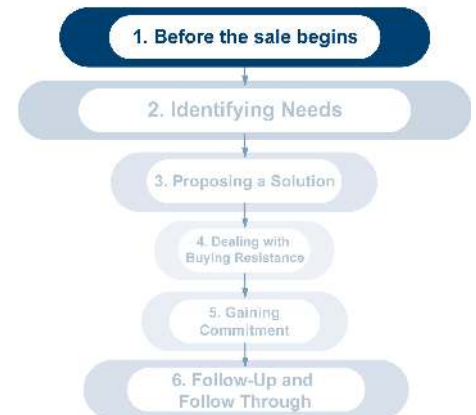 1. Before the sale begins
2. Identifying Needs
3. Proposing a Solution
4. Dealing with
Buying Resistance
5. Gaining
Commitment
6. Follow-Up and
Follow Through